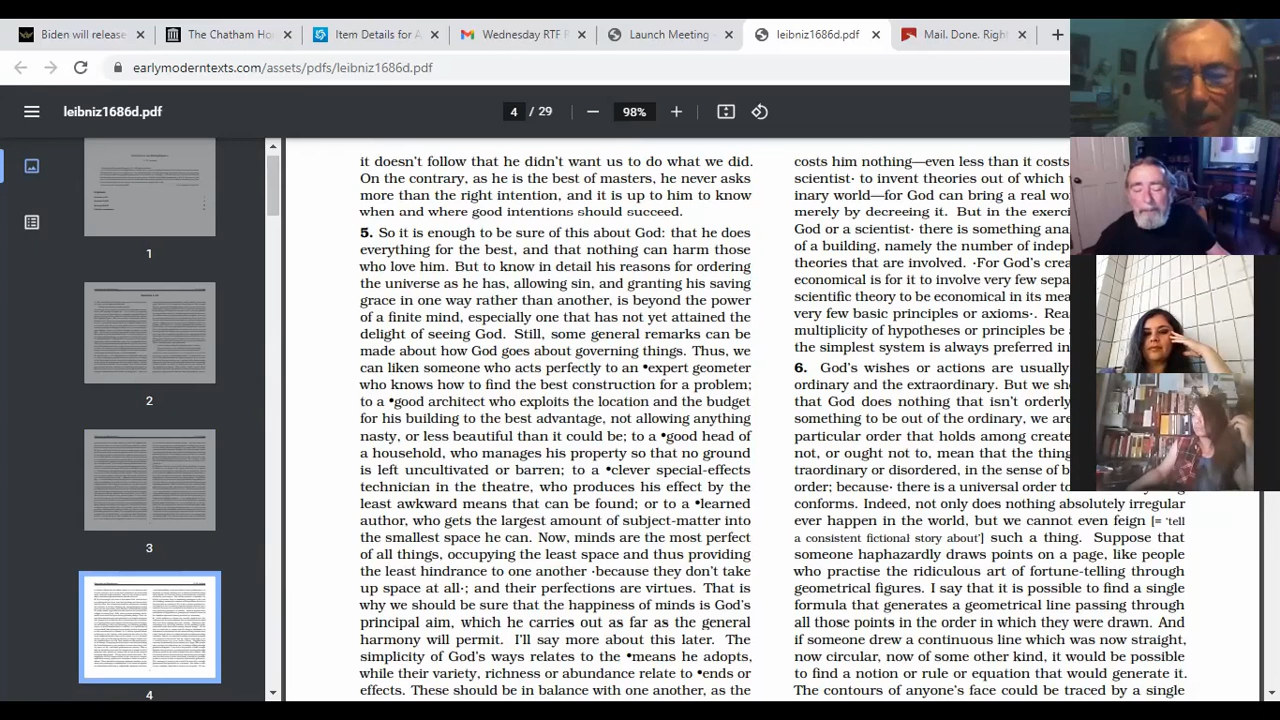 Biden will release
The Chatham Ho
Item Details for A
Wednesday RTF F
Launch Meeting -
leibniz1686d.pdf
Mail. Done. Righ
earlymoderntexts.com/assets/pdfs/leibniz1686d.pdf
leibniz1686d.pdf
4 / 29
98%
1
2
3
4
it doesn't follow that he didn't want us to do what we did.
On the contrary, as he is the best of masters, he never asks
more than the right intention, and it is up to him to know
when and where good intentions should succeed.
5. So it is enough to be sure of this about God: that he does
everything for the best, and that nothing can harm those
who love him. But to know in detail his reasons for ordering
the universe as he has, allowing sin, and granting his saving
grace in one way rather than another, is beyond the power
of a finite mind, especially one that has not yet attained the
delight of seeing God. Still, some general remarks can be
made about how God goes about governing things. Thus, we
can liken someone who acts perfectly to an •expert geometer
who knows how to find the best construction for a problem;
to a •good architect who exploits the location and the budget
for his building to the best advantage, not allowing anything
nasty, or less beautiful than it could be; to a •good head of
a household, who manages his property so that no ground
is left uncultivated or barren; to a •clever special-effects
technician in the theatre, who produces his effect by the
least awkward means that can be found; or to a •learned
author, who gets the largest amount of subject-matter into
the smallest space he can. Now, minds are the most perfect
of all things, occupying the least space and thus providing
the least hindrance to one another ·because they don't take
up space at all·; and their perfections are virtues. That is
why we should be sure that the happiness of minds is God's
principal aim, which he carries out as far as the general
harmony will permit. I'll say more about this later. The
simplicity of God's ways relates to the •means he adopts,
while their variety, richness or abundance relate to •ends or
effects. These should be in balance with one another, as the
costs him nothing—even less than it costs
scientist· to invent theories out of which
inary world—for God can bring a real wo
merely by decreeing it. But in the exerci
God or a scientist· there is something ana
of a building, namely the number of indep
theories that are involved. ·For God's crea
economical is for it to involve very few sepa
scientific theory to be economical in its mea
very few basic principles or axioms·. Rea
multiplicity of hypotheses or principles be
the simplest system is always preferred in
6. God's wishes or actions are usually
ordinary and the extraordinary. But we sh
that God does nothing that isn't orderly
something to be out of the ordinary, we are
particular order that holds among create
not, or ought not to, mean that the thing
traordinary or disordered, in the sense of b
order; because· there is a universal order to
conforms. Indeed, not only does nothing absolutely irregular
ever happen in the world, but we cannot even feign [= 'tell
a consistent fictional story about'] such a thing. Suppose that
someone haphazardly draws points on a page, like people
who practise the ridiculous art of fortune-telling through
geometrical figures. I say that it is possible to find a single
formula that generates a geometrical line passing through
all those points in the order in which they were drawn. And
if someone drew a continuous line which was now straight,
now circular, now of some other kind, it would be possible
to find a notion or rule or equation that would generate it.
The contours of anyone's face could be traced by a single